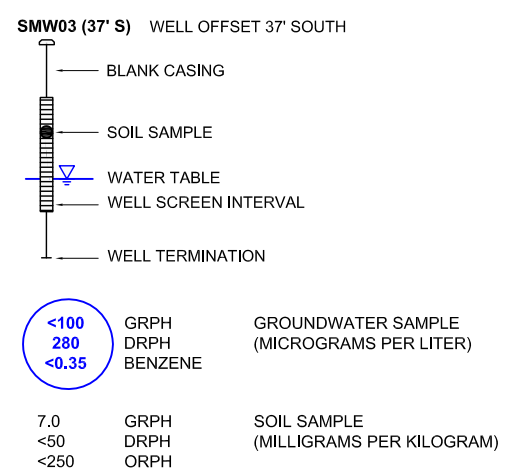 SMW03 (37' S) WELL OFFSET 37' SOUTH
BLANK CASING
SOIL SAMPLE
WATER TABLE
WELL SCREEN INTERVAL
WELL TERMINATION
<100 GRPH GROUNDWATER SAMPLE
280 DRPH (MICROGRAMS PER LITER)
<0.35 BENZENE
7.0 GRPH SOIL SAMPLE
<50 DRPH (MILLIGRAMS PER KILOGRAM)
<250 ORPH